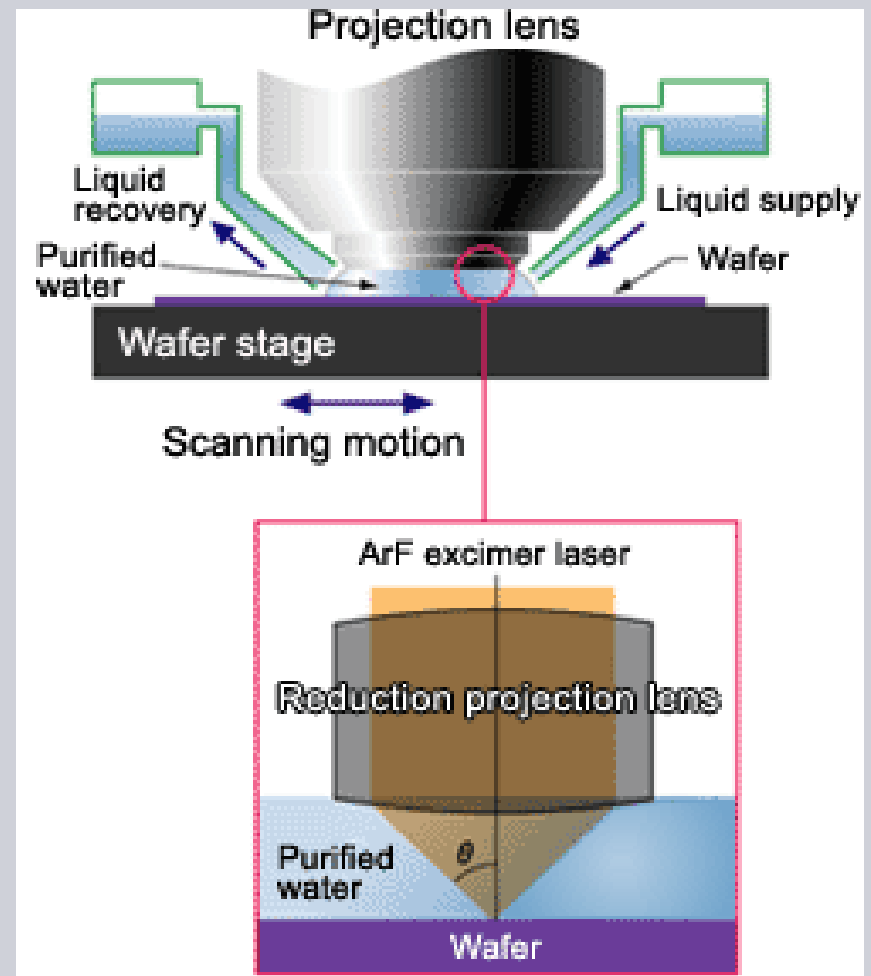 Projection lens
Liquid
recovery
Liquid supply
Purified
water
Wafer
Wafer stage
Scanning motion
ArF excimer laser
Reduction projection lens
θ
Purified
water
Wafer